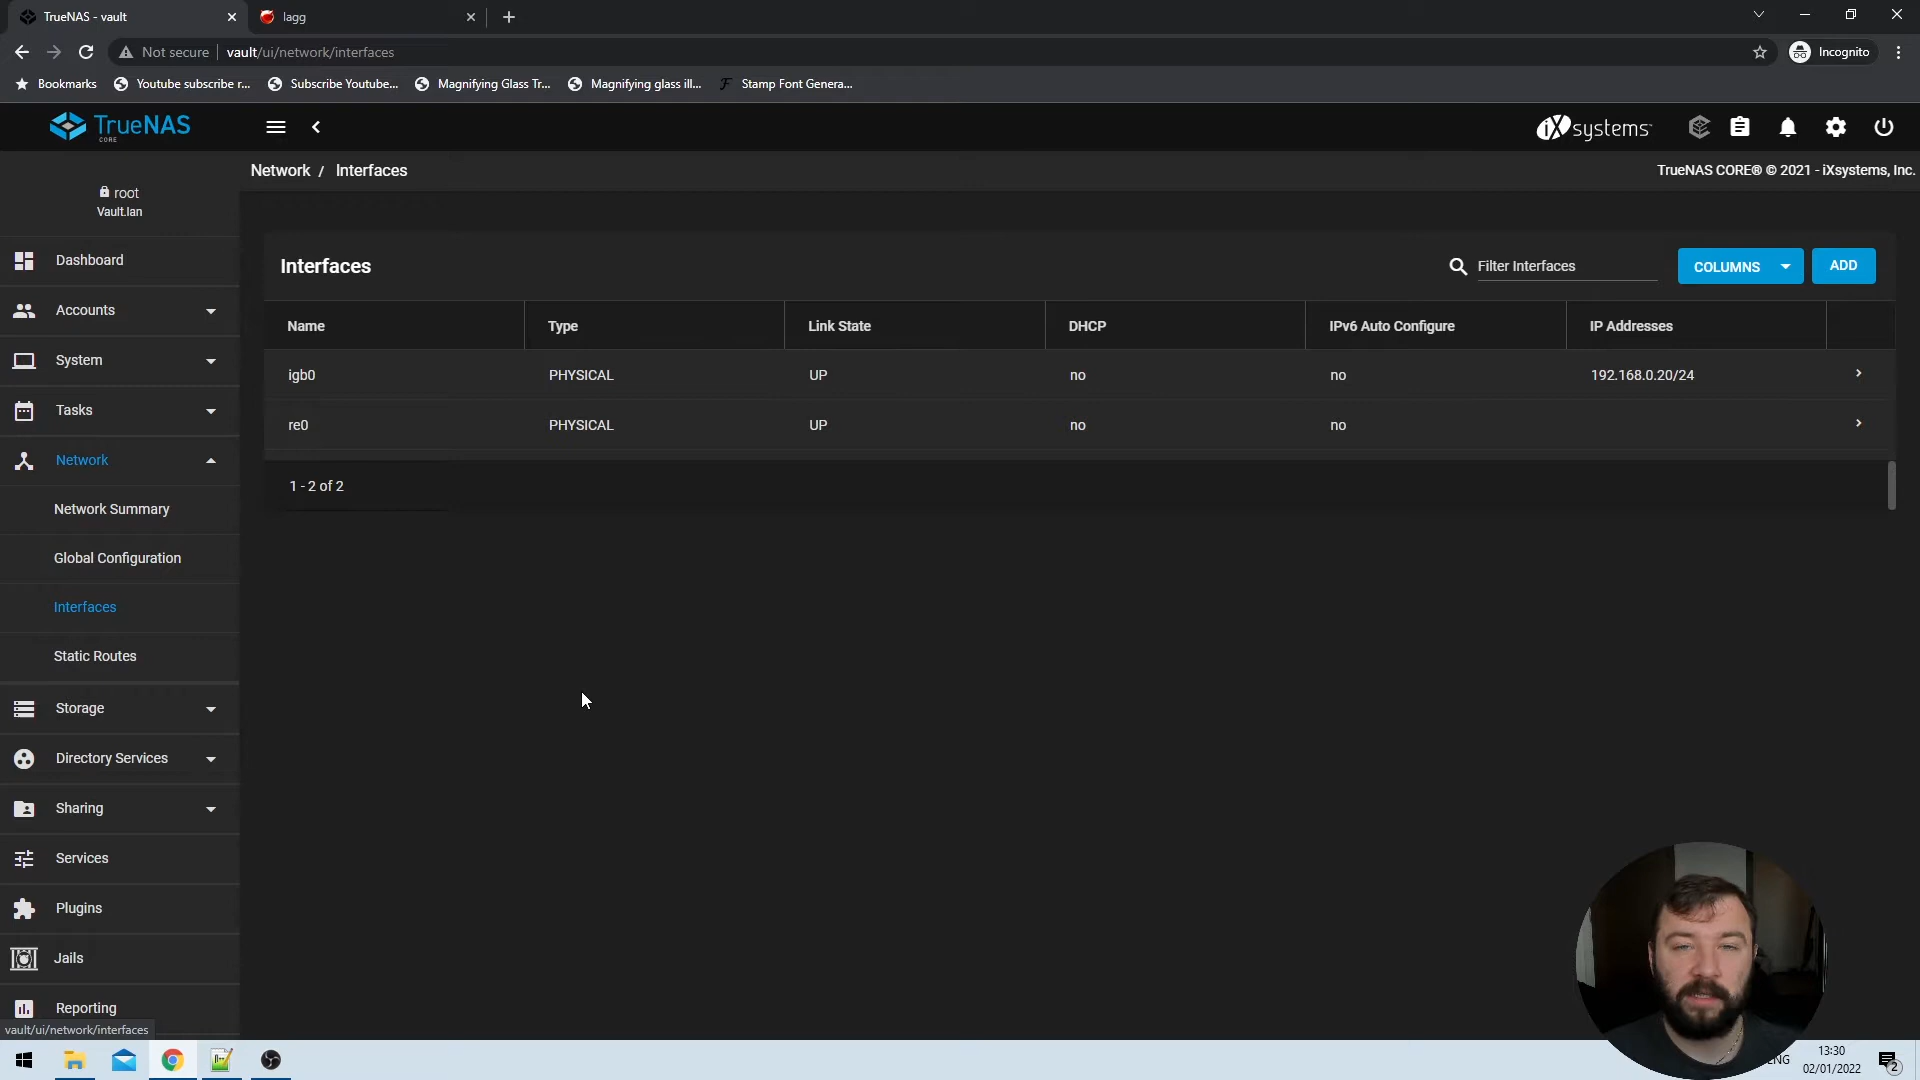 TrueNAS - vault
lagg
Not secure
vault/ui/network/interfaces
Incognito
Bookmarks
Youtube subscribe r...
Subscribe Youtube...
Magnifying Glass Tr...
Magnifying glass ill...
Stamp Font Genera...
TrueNAS
CORE
iXsystems
Network / Interfaces
TrueNAS CORE® © 2021 - iXsystems, Inc.
root
Vault.lan
Dashboard
Accounts
System
Tasks
Network
Network Summary
Global Configuration
Interfaces
Static Routes
Storage
Directory Services
Sharing
Services
Plugins
Jails
Reporting
vault/ui/network/interfaces
Interfaces
Filter Interfaces
COLUMNS
ADD
Name Type Link State DHCP IPv6 Auto Configure IP Addresses
igb0 PHYSICAL UP no no 192.168.0.20/24
re0 PHYSICAL UP no no
1 - 2 of 2
13:30
02/01/2022
2